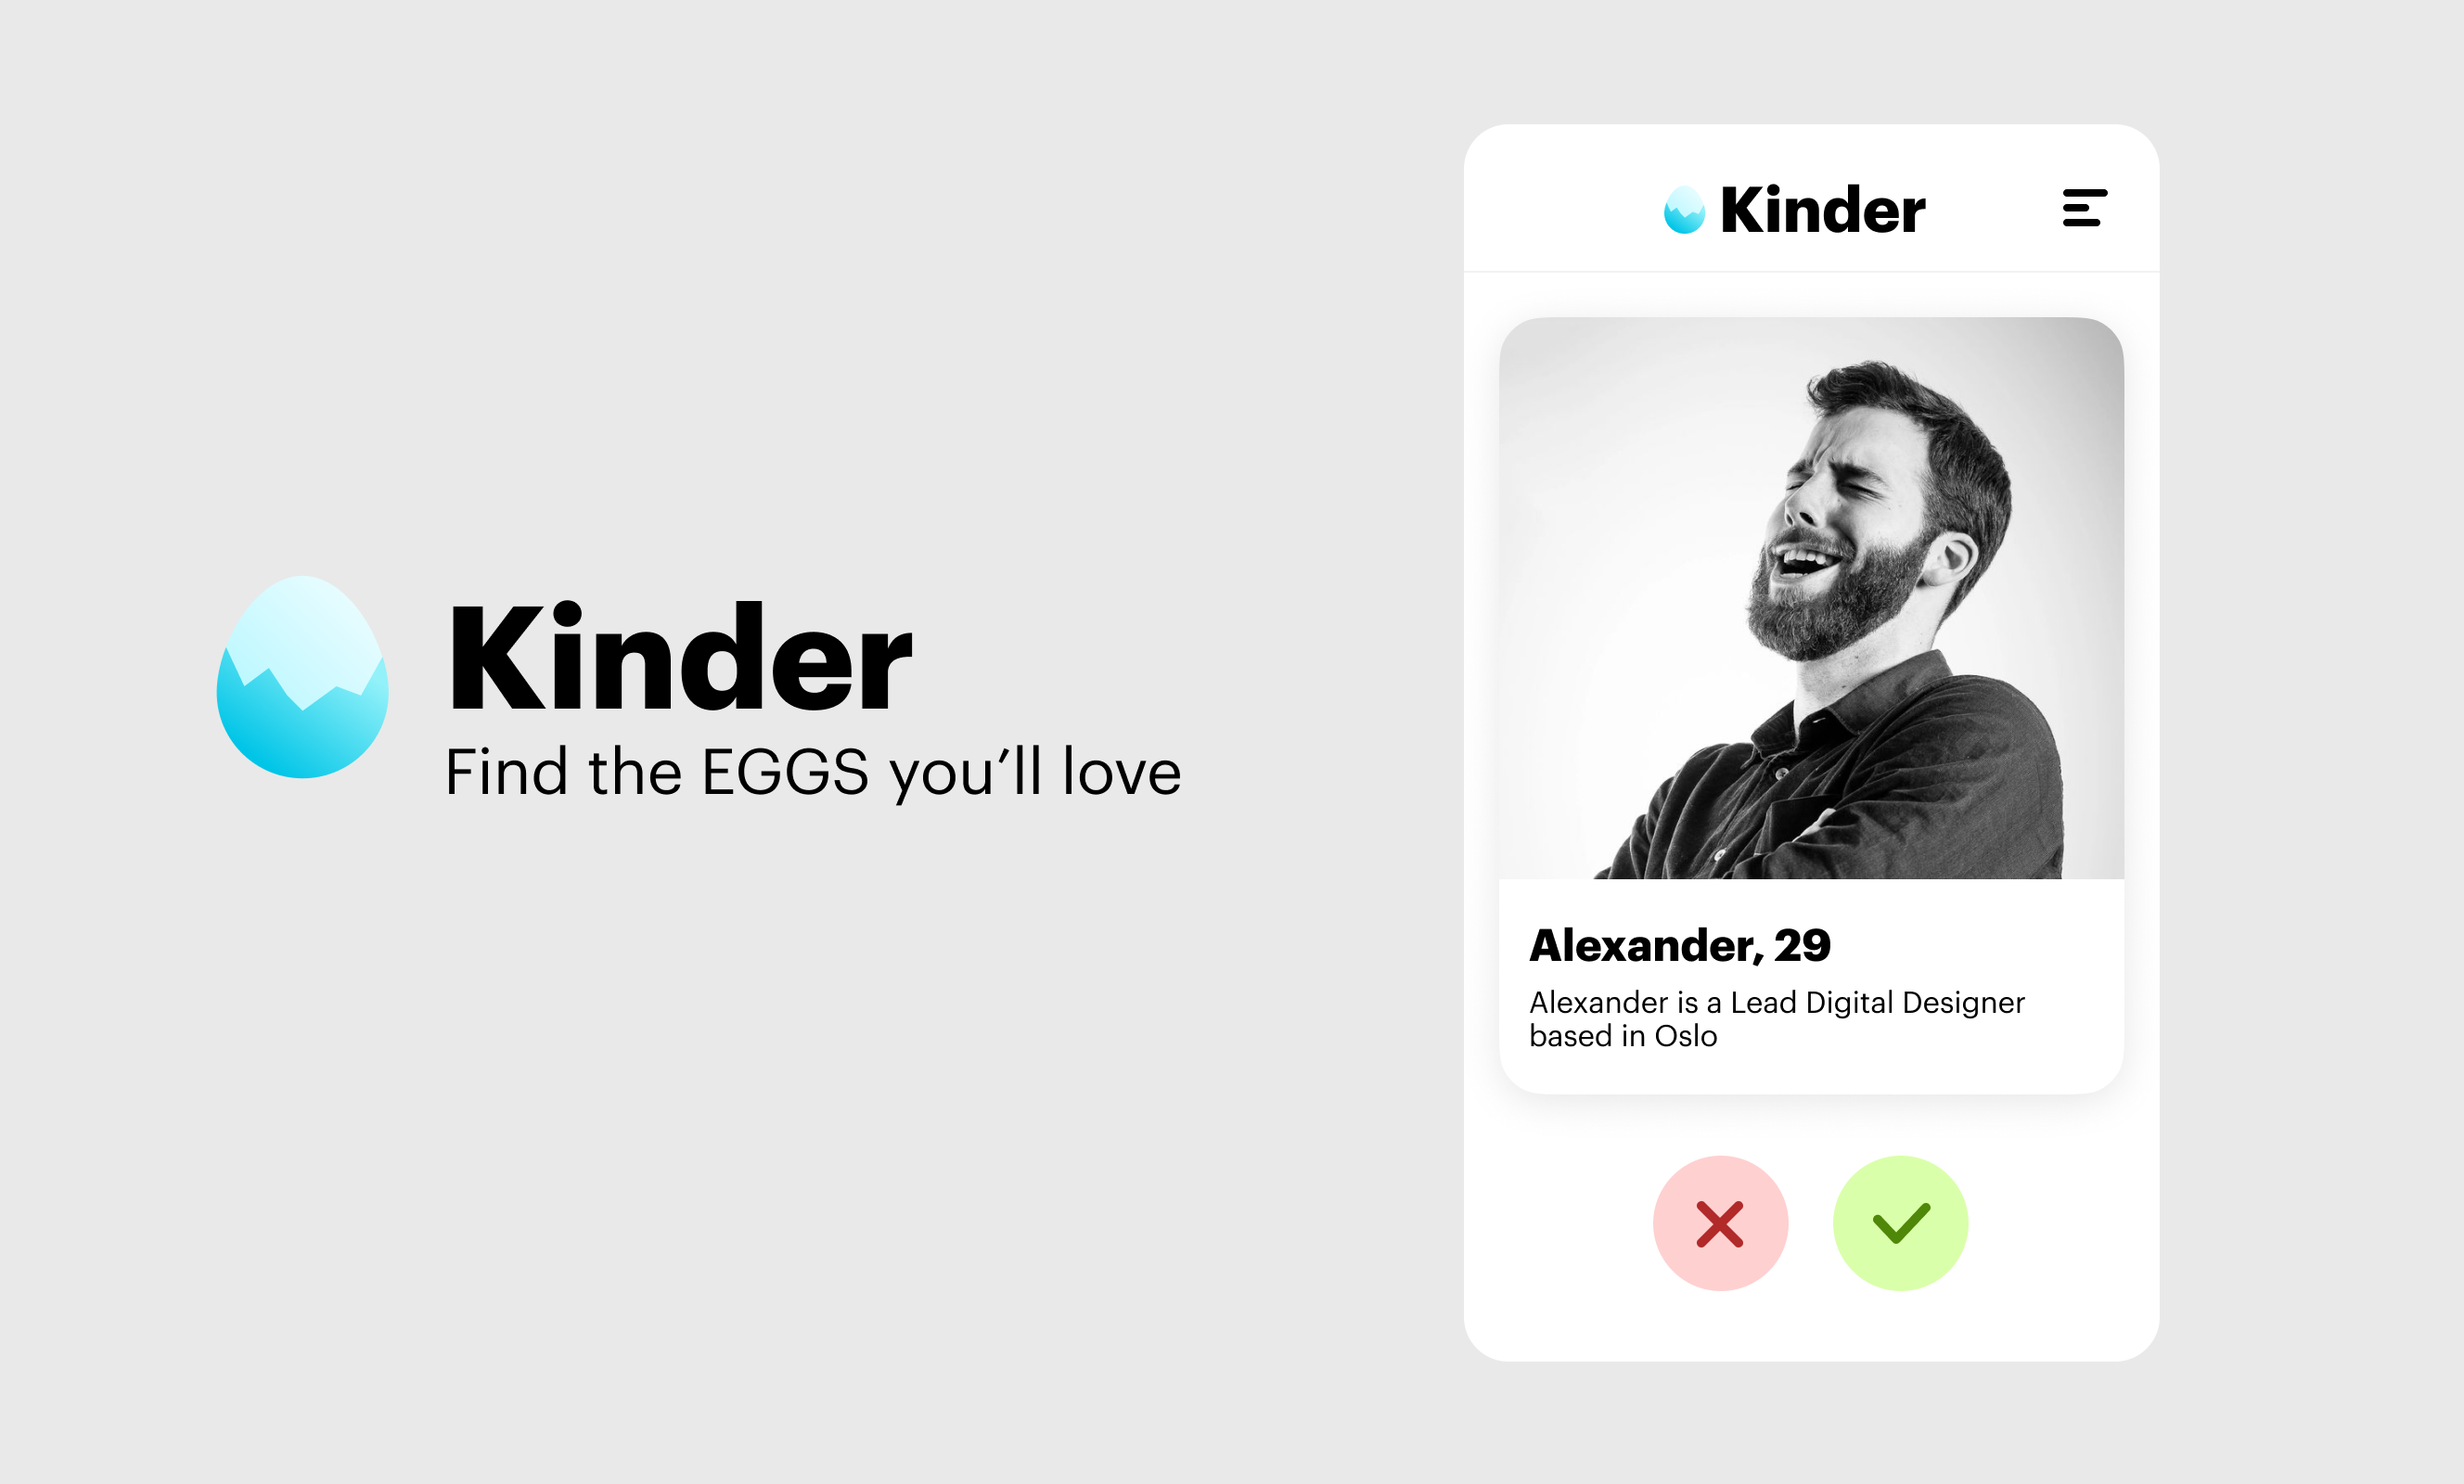 Kinder
Find the EGGS you’ll love
Kinder
Alexander, 29
Alexander is a Lead Digital Designer
based in Oslo